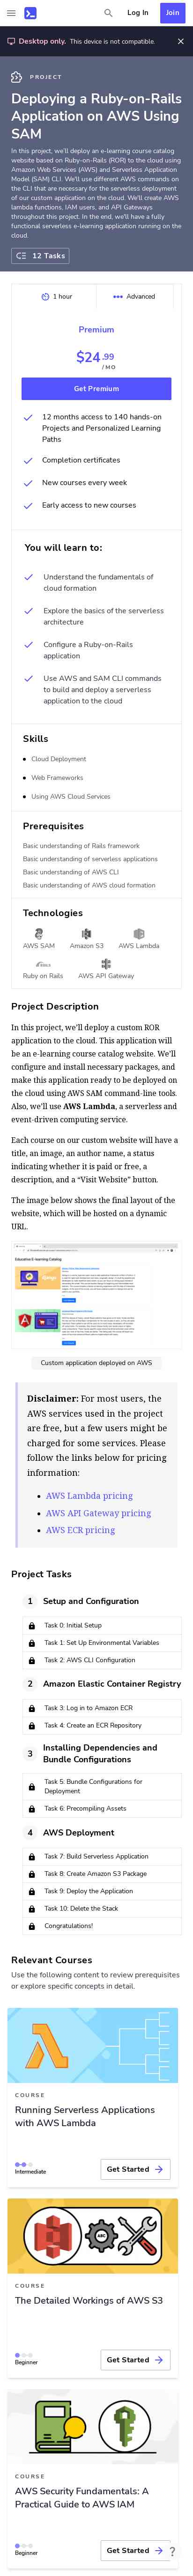 Log In
Join
Desktop only. This device is not compatible.
PROJECT
Deploying a Ruby-on-Rails
Application on AWS Using
SAM
In this project, we'll deploy an e-learning course catalog
website based on Ruby-on-Rails (ROR) to the cloud using
Amazon Web Services (AWS) and Serverless Application
Model (SAM) CLI. We'll use different AWS commands on
the CLI that are necessary for the serverless deployment
of our custom application on the cloud. We'll create AWS
lambda functions, IAM users, and API Gateways
throughout this project. In the end, we'll have a fully
functional serverless e-learning application running on the
cloud.
12 Tasks
1 hour
Advanced
Premium
$24.99
/ MO
Get Premium
12 months access to 140 hands-on
Projects and Personalized Learning
Paths
Completion certificates
New courses every week
Early access to new courses
You will learn to:
Understand the fundamentals of
cloud formation
Explore the basics of the serverless
architecture
Configure a Ruby-on-Rails
application
Use AWS and SAM CLI commands
to build and deploy a serverless
application to the cloud
Skills
Cloud Deployment
Web Frameworks
Using AWS Cloud Services
Prerequisites
Basic understanding of Rails framework
Basic understanding of serverless applications
Basic understanding of AWS CLI
Basic understanding of AWS cloud formation
Technologies
AWS SAM
Amazon S3
AWS Lambda
Ruby on Rails
AWS API Gateway
Project Description
In this project, we'll deploy a custom ROR
application to the cloud. This application will
be an e-learning course catalog website. We'll
configure and install necessary packages, and
make this application ready to be deployed on
the cloud using AWS SAM command-line tools.
Also, we'll use AWS Lambda, a serverless and
event-driven computing service.
Each course on our custom website will have a
title, an image, an author name, a status
indicating whether it is paid or free, a
description, and a “Visit Website” button.
The image below shows the final layout of the
website, which will be hosted on a dynamic
URL.
Custom application deployed on AWS
Disclaimer: For most users, the
AWS services used in the project
are free, but a few users might be
charged for some services. Please
follow the links below for pricing
information:
AWS Lambda pricing
AWS API Gateway pricing
AWS ECR pricing
Project Tasks
1 Setup and Configuration
Task 0: Initial Setup
Task 1: Set Up Environmental Variables
Task 2: AWS CLI Configuration
2 Amazon Elastic Container Registry
Task 3: Log in to Amazon ECR
Task 4: Create an ECR Repository
3 Installing Dependencies and
Bundle Configurations
Task 5: Bundle Configurations for
Deployment
Task 6: Precompiling Assets
4 AWS Deployment
Task 7: Build Serverless Application
Task 8: Create Amazon S3 Package
Task 9: Deploy the Application
Task 10: Delete the Stack
Congratulations!
Relevant Courses
Use the following content to review prerequisites
or explore specific concepts in detail.
COURSE
Running Serverless Applications
with AWS Lambda
Intermediate
Get Started
COURSE
The Detailed Workings of AWS S3
Beginner
Get Started
COURSE
AWS Security Fundamentals: A
Practical Guide to AWS IAM
Beginner
Get Started
?